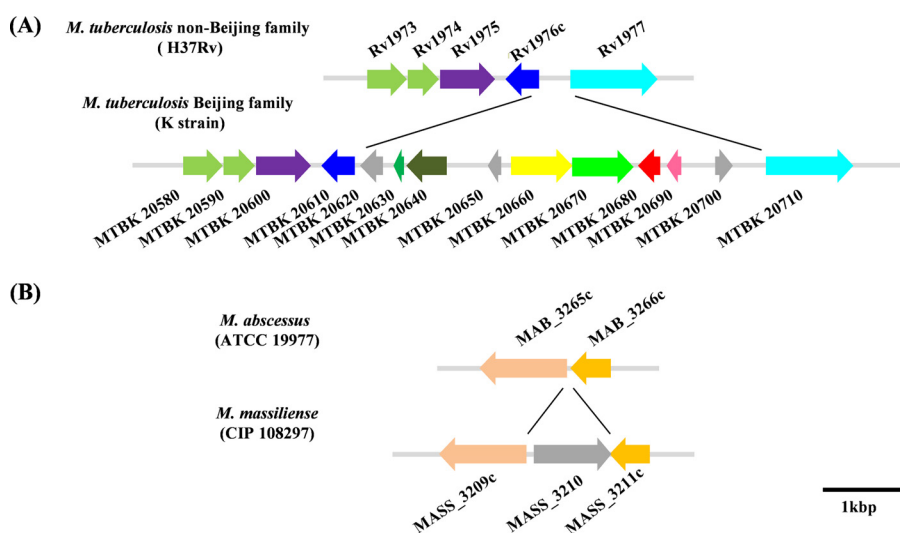 (A)
M. tuberculosis non-Beijing family
( H37Rv)
Rv1973
Rv1974
Rv1975
Rv1976c
Rv1977
M. tuberculosis Beijing family
(K strain)
MTBK 20580
MTBK 20590
MTBK 20600
MTBK 20610
MTBK 20620
MTBK 20630
MTBK 20640
MTBK 20650
MTBK 20660
MTBK 20670
MTBK 20680
MTBK 20690
MTBK 20700
MTBK 20710
(B)
M. abscessus
(ATCC 19977)
MAB_3265c
MAB_3266c
M. massiliense
(CIP 108297)
MASS_3209c
MASS_3210
MASS_3211c
1kbp